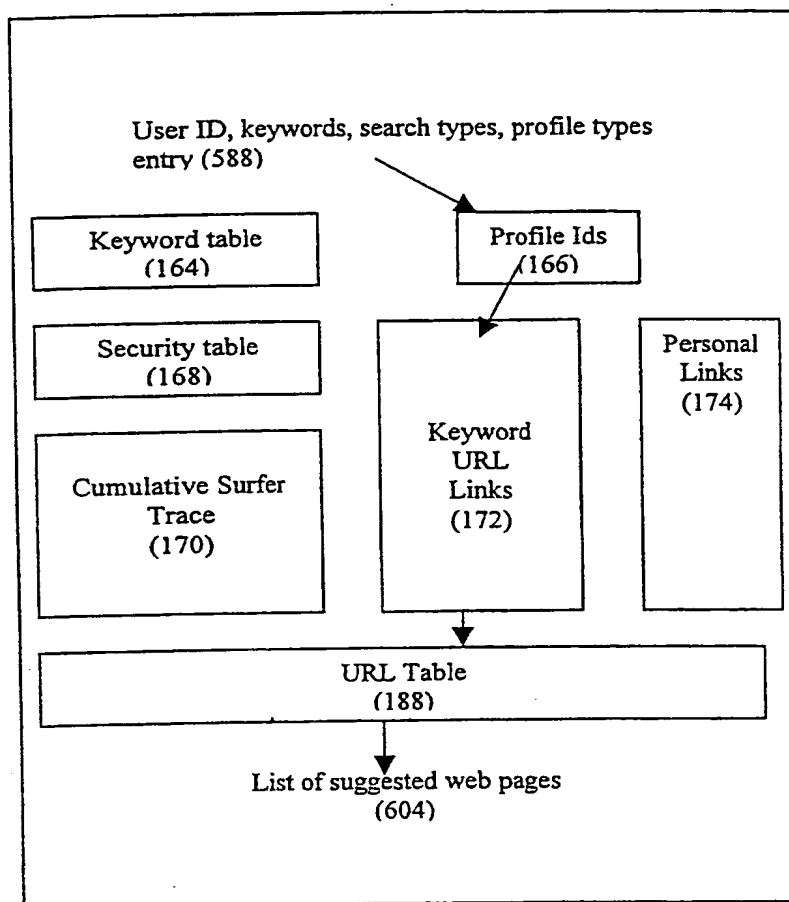 User ID, keywords, search types, profile types
entry (588)
Keyword table
(164)
Profile Ids
(166)
Security table
(168)
Personal
Links
(174)
Keyword
URL
Links
(172)
Cumulative Surfer
Trace
(170)
URL Table
(188)
List of suggested web pages
(604)